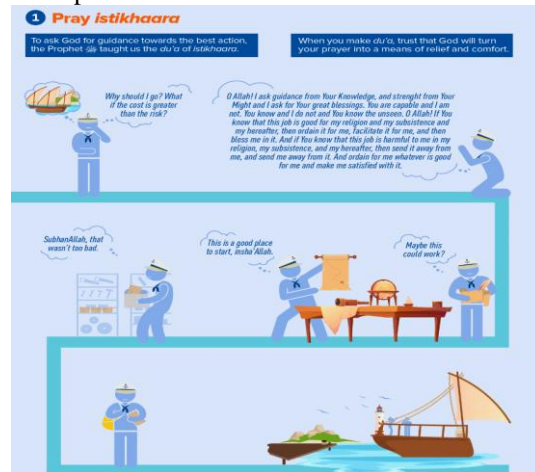 1 Pray istikhaara
To ask God for guidance towards the best action,
the Prophet ﷺ taught us the du'a of istikhaara.
When you make du'a, trust that God will turn
your prayer into a means of relief and comfort.
Why should I go? What
if the cost is greater
than the risk?
O Allah! I ask guidance from Your Knowledge, and strenght from Your
Might and I ask for Your great blessings. You are capable and I am
not. You know and I do not and You know the unseen. O Allah! If You
know that this job is good for my religion and my subsistence and
my hereafter, then ordain it for me, facilitate it for me, and then
bless me in it. And if You know that this job is harmful to me in my
religion, my subsistence, and my hereafter, then send it away from
me, and send me away from it. And ordain for me whatever is good
for me and make me satisfied with it.
SubhanAllah, that
wasn't too bad.
This is a good place
to start, insha'Allah.
Maybe this
could work?